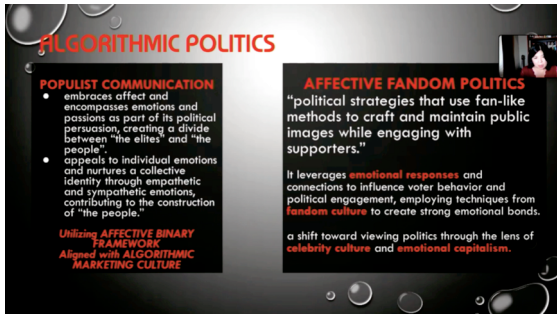 ALGORITHMIC POLITICS
POPULIST COMMUNICATION
● embraces affect and
encompasses emotions and
passions as part of its political
persuasion, creating a divide
between “the elites” and “the
people”.
● appeals to individual emotions
and nurtures a collective
identity through empathetic
and sympathetic emotions,
contributing to the construction
of “the people.”
Utilizing AFFECTIVE BINARY
FRAMEWORK
Aligned with ALGORITHMIC
MARKETING CULTURE
AFFECTIVE FANDOM POLITICS
“political strategies that use fan-like
methods to craft and maintain public
images while engaging with
supporters.”
It leverages emotional responses and
connections to influence voter behavior and
political engagement, employing techniques from
fandom culture to create strong emotional bonds.
a shift toward viewing politics through the lens of
celebrity culture and emotional capitalism.